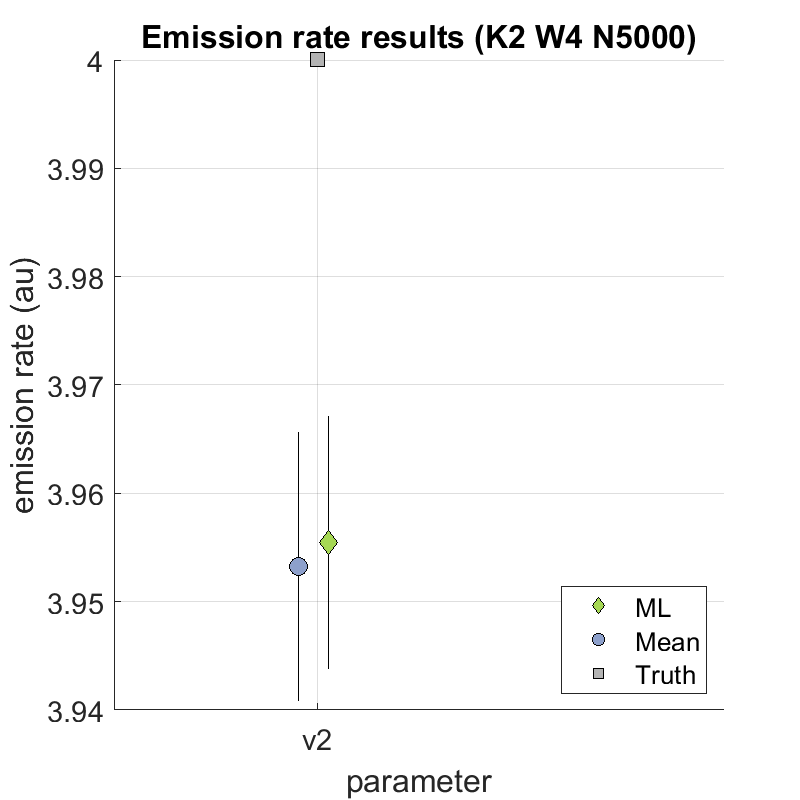 Emission rate results (K2 W4 N5000)
4
3.99
3.98
3.97
3.96
3.95
3.94
emission rate (au)
v2
parameter
ML
Mean
Truth